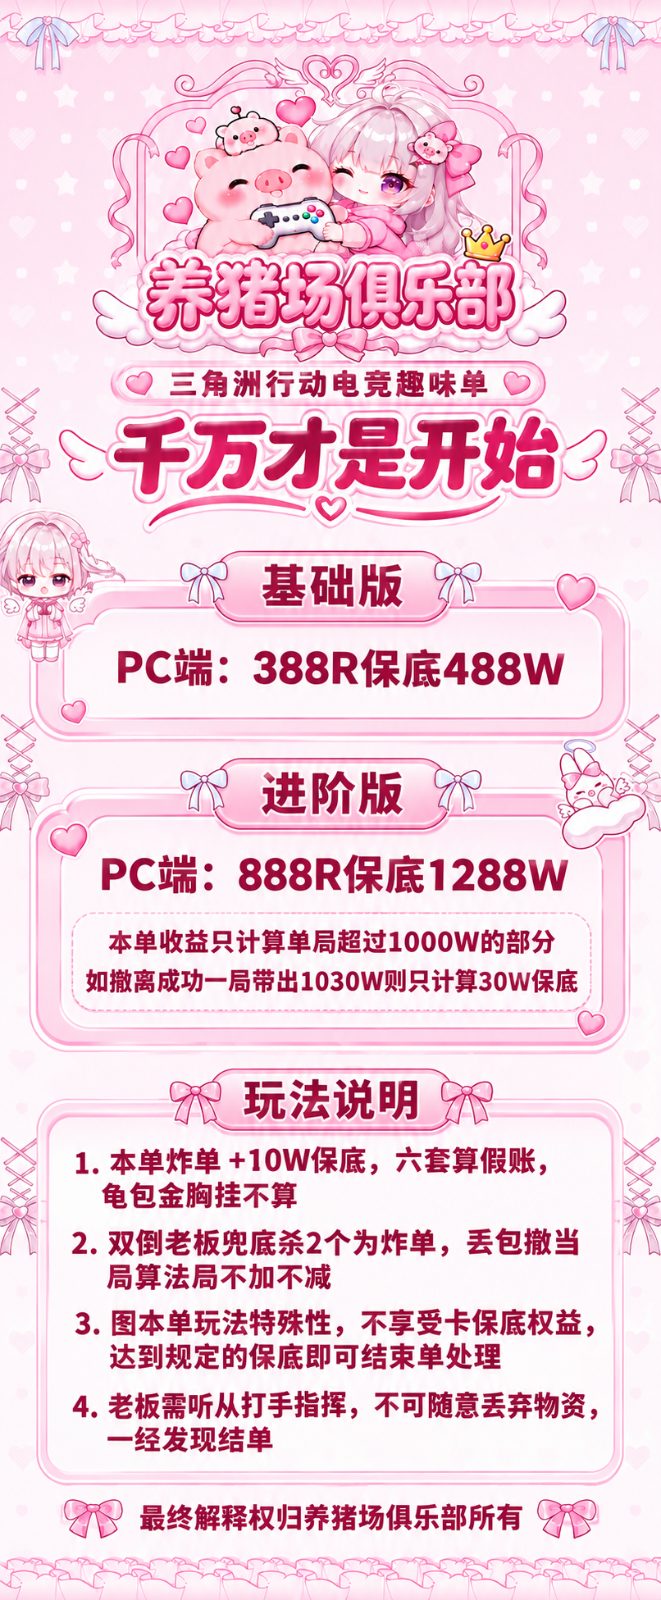 养猪场俱乐部
三角洲行动电竞趣味单
千万才是开始
基础版
PC端：388R保底488W
进阶版
PC端：888R保底1288W
本单收益只计算单局超过1000W的部分
如撤离成功一局带出1030W则只计算30W保底
玩法说明
1. 本单炸单 +10W保底，六套算假账，
龟包金胸挂不算
2. 双倒老板兜底杀2个为炸单，丢包撤当
局算法局不加不减
3. 图本单玩法特殊性，不享受卡保底权益，
达到规定的保底即可结束单处理
4. 老板需听从打手指挥，不可随意丢弃物资，
一经发现结单
最终解释权归养猪场俱乐部所有